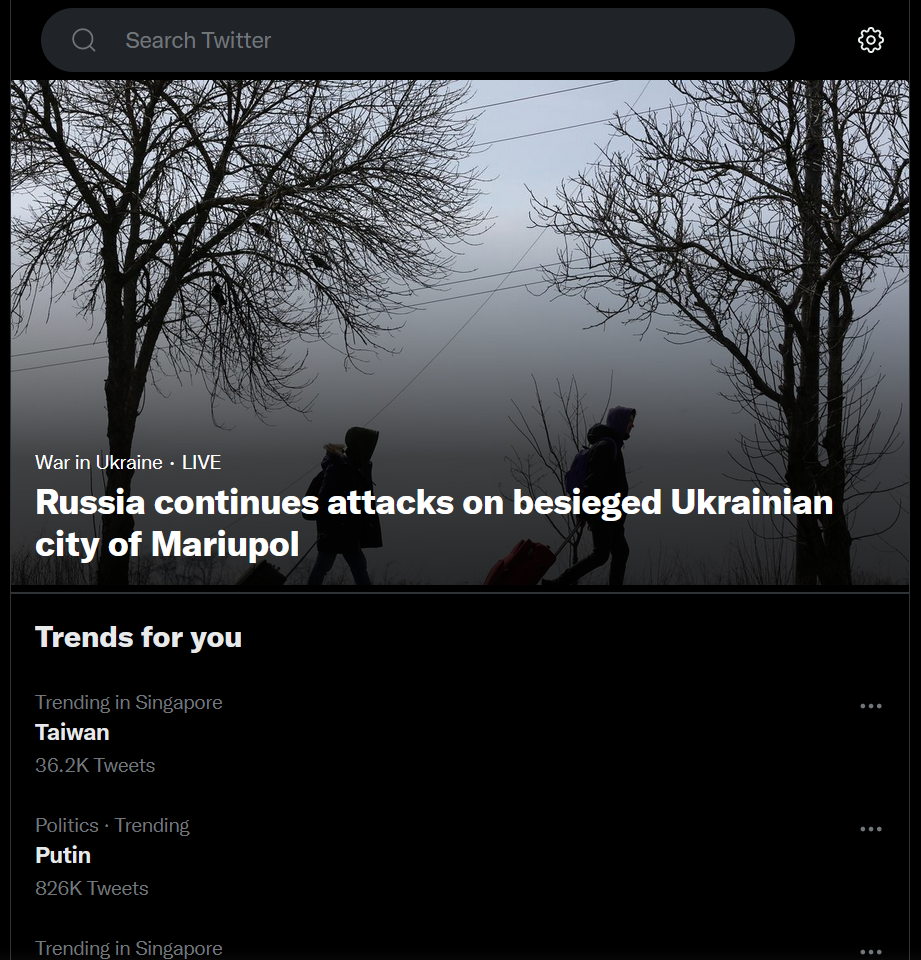 Search Twitter
War in Ukraine · LIVE
Russia continues attacks on besieged Ukrainian
city of Mariupol
Trends for you
Trending in Singapore
Taiwan
36.2K Tweets
Politics · Trending
Putin
826K Tweets
Trending in Singapore